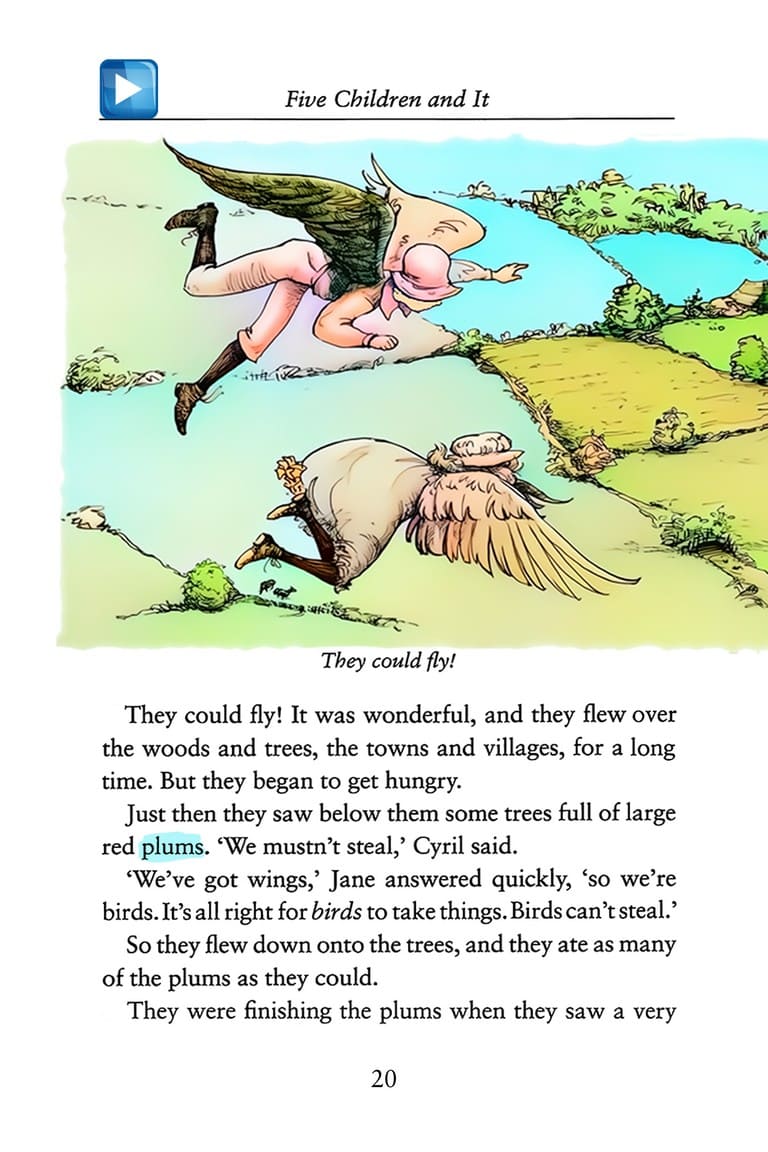 Five Children and It
They could fly!
They could fly! It was wonderful, and they flew over
the woods and trees, the towns and villages, for a long
time. But they began to get hungry.
Just then they saw below them some trees full of large
red plums. ‘We mustn’t steal,’ Cyril said.
‘We’ve got wings,’ Jane answered quickly, ‘so we’re
birds. It’s all right for birds to take things. Birds can’t steal.’
So they flew down onto the trees, and they ate as many
of the plums as they could.
They were finishing the plums when they saw a very
20